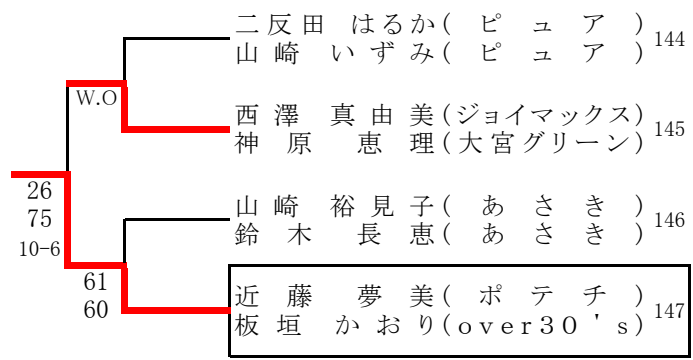 二反田 はるか(ピュア) 144
山崎 いずみ(ピュア)
W.O
西澤 真由美(ジョイマックス) 145
神原 恵理(大宮グリーン)
26
75
10-6
山崎 裕見子(あさき) 146
鈴木 長恵(あさき)
61
60
近藤 夢美(ポテチ) 147
板垣 かおり(over30's)